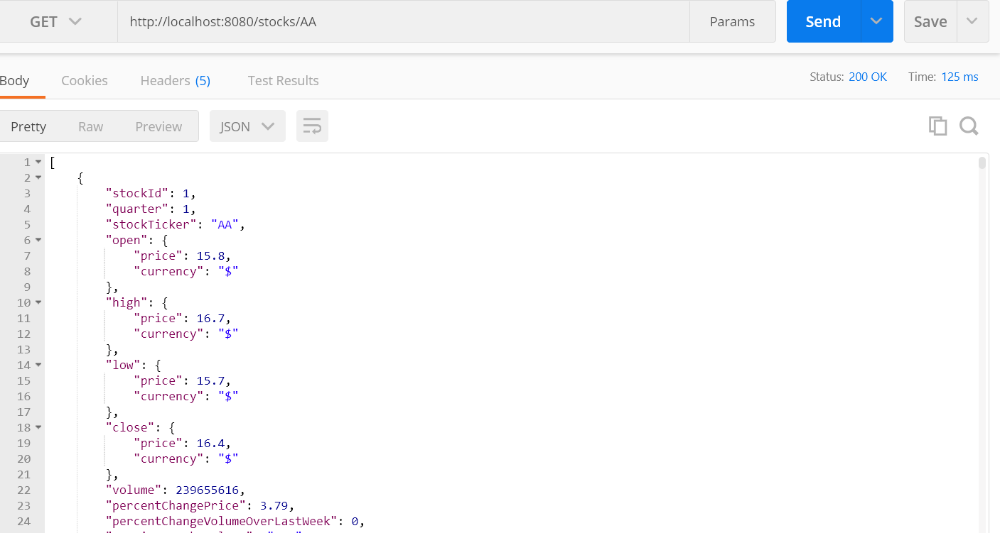 GET http://localhost:8080/stocks/AA Params Send Save
Body Cookies Headers (5) Test Results Status: 200 OK Time: 125 ms
Pretty Raw Preview JSON
1 [
2 {
3 "stockId": 1,
4 "quarter": 1,
5 "stockTicker": "AA",
6 "open": {
7 "price": 15.8,
8 "currency": "$"
9 },
10 "high": {
11 "price": 16.7,
12 "currency": "$"
13 },
14 "low": {
15 "price": 15.7,
16 "currency": "$"
17 },
18 "close": {
19 "price": 16.4,
20 "currency": "$"
21 },
22 "volume": 239655616,
23 "percentChangePrice": 3.79,
24 "percentChangeVolumeOverLastWeek": 0,